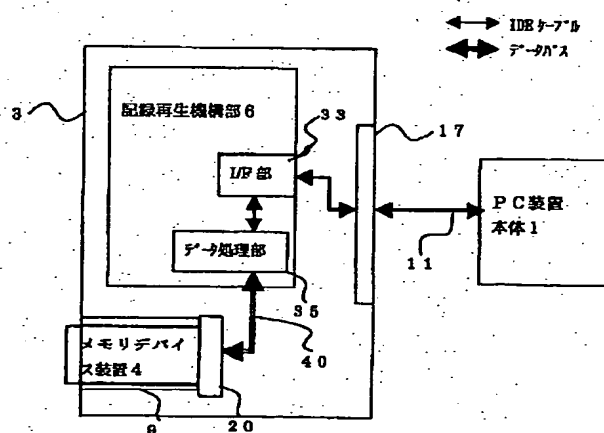 IDEケーブル
データバス
3
記録再生機構部6
33
17
I/F部
PC装置
本体1
データ処理部
11
35
40
メモリデバイ
ス装置4
9
20